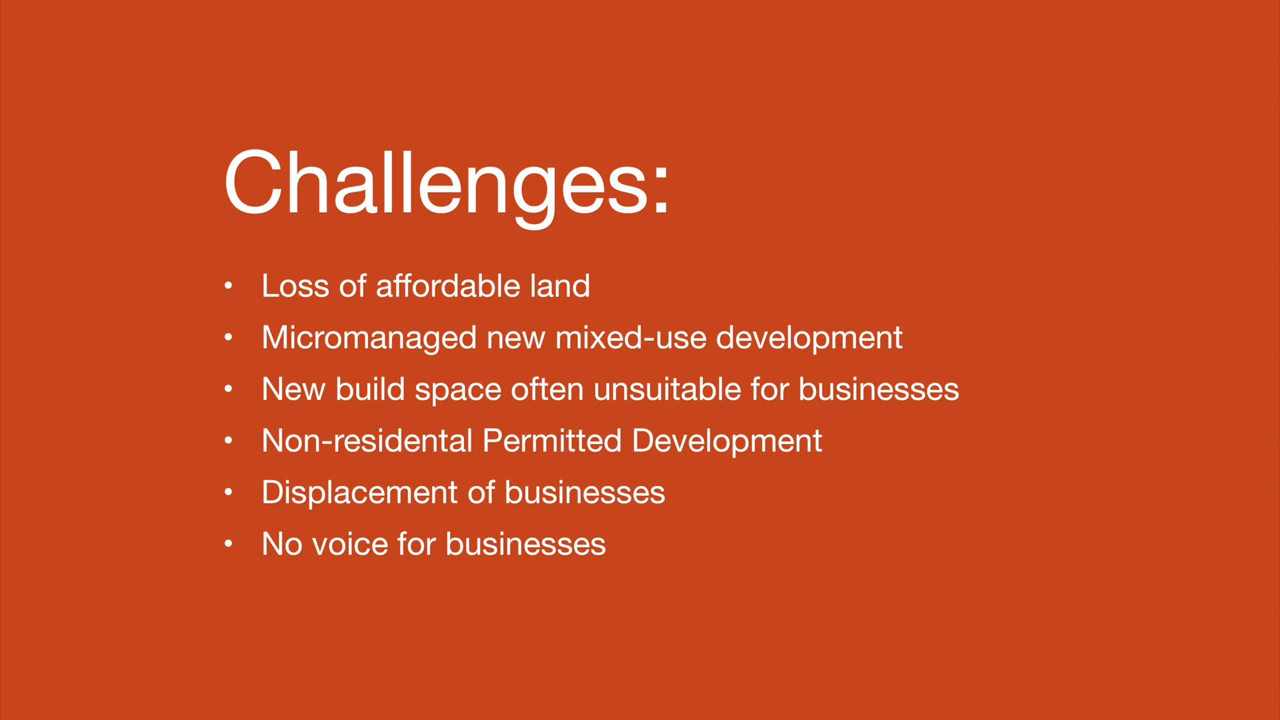 Challenges:
• Loss of affordable land
• Micromanaged new mixed-use development
• New build space often unsuitable for businesses
• Non-residental Permitted Development
• Displacement of businesses
• No voice for businesses